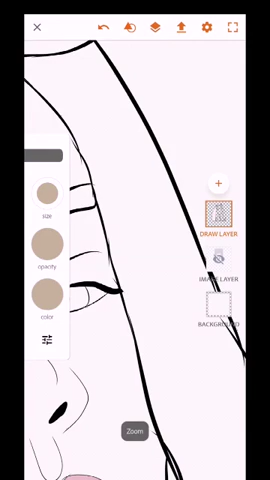 size
DRAW LAYER
opacity
IMAGE LAYER
color
BACKGROUND
Zoom